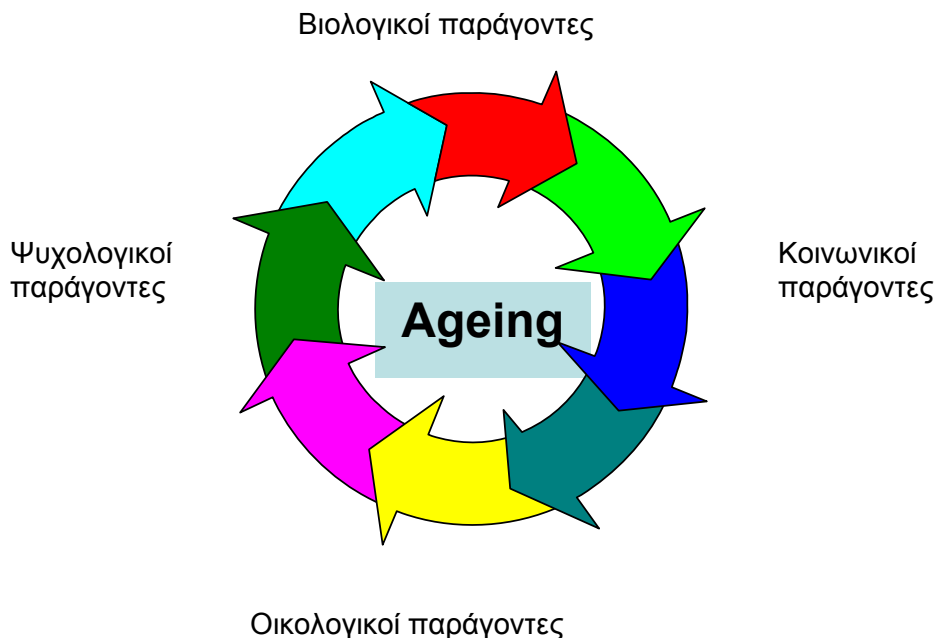 Βιολογικοί παράγοντες
Ψυχολογικοί
παράγοντες
Κοινωνικοί
παράγοντες
Ageing
Οικολογικοί παράγοντες